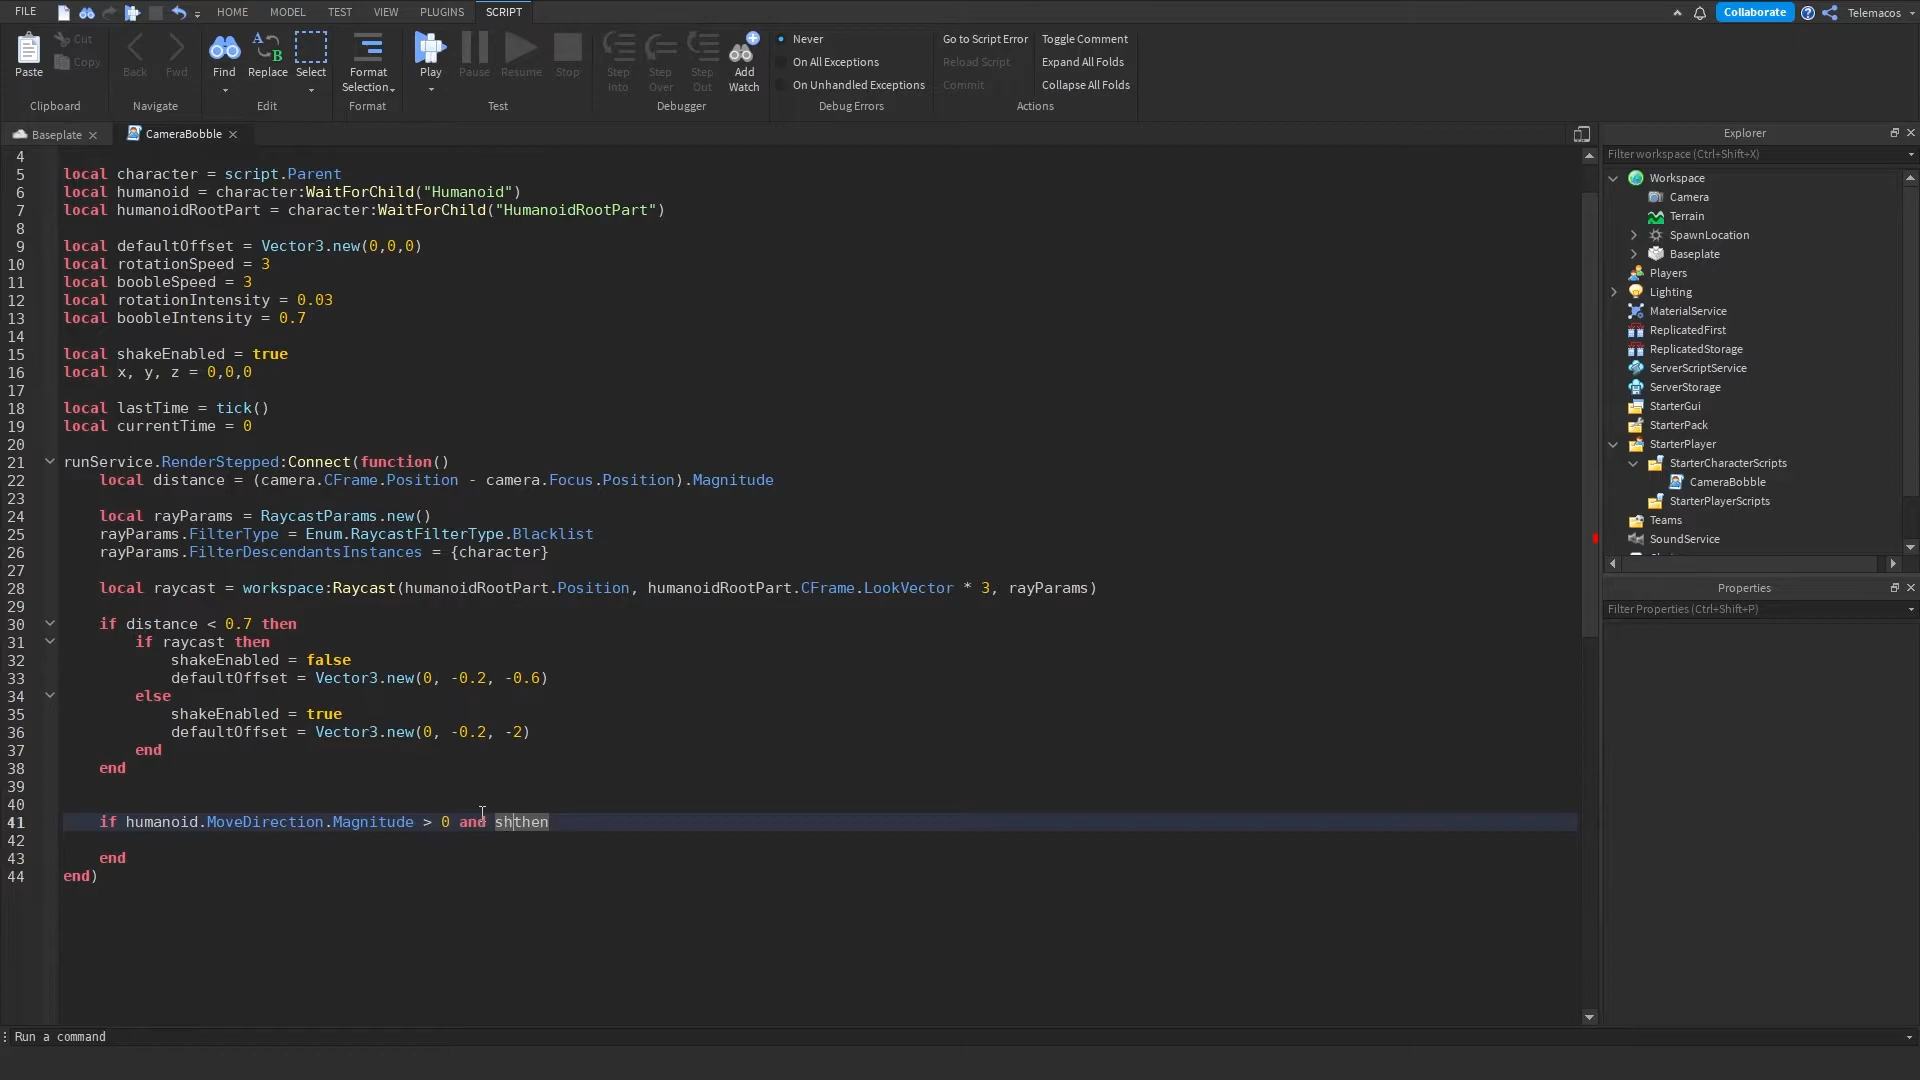 FILE HOME MODEL TEST VIEW PLUGINS SCRIPT Collaborate Telemacos
Paste Cut Copy
Clipboard
Back Fwd
Navigate
Find Replace Select
Edit
Format Selection
Format
Play Pause Resume Stop
Test
Step Into Step Over Step Out Add Watch
Debugger
Never
On All Exceptions
On Unhandled Exceptions
Debug Errors
Go to Script Error Toggle Comment
Reload Script Expand All Folds
Commit Collapse All Folds
Actions
Baseplate CameraBobble
4
5 local character = script.Parent
6 local humanoid = character:WaitForChild("Humanoid")
7 local humanoidRootPart = character:WaitForChild("HumanoidRootPart")
8
9 local defaultOffset = Vector3.new(0,0,0)
10 local rotationSpeed = 3
11 local boobleSpeed = 3
12 local rotationIntensity = 0.03
13 local boobleIntensity = 0.7
14
15 local shakeEnabled = true
16 local x, y, z = 0,0,0
17
18 local lastTime = tick()
19 local currentTime = 0
20
21 runService.RenderStepped:Connect(function()
22 local distance = (camera.CFrame.Position - camera.Focus.Position).Magnitude
23
24 local rayParams = RaycastParams.new()
25 rayParams.FilterType = Enum.RaycastFilterType.Blacklist
26 rayParams.FilterDescendantsInstances = {character}
27
28 local raycast = workspace:Raycast(humanoidRootPart.Position, humanoidRootPart.CFrame.LookVector * 3, rayParams)
29
30 if distance < 0.7 then
31 if raycast then
32 shakeEnabled = false
33 defaultOffset = Vector3.new(0, -0.2, -0.6)
34 else
35 shakeEnabled = true
36 defaultOffset = Vector3.new(0, -0.2, -2)
37 end
38 end
39
40
41 if humanoid.MoveDirection.Magnitude > 0 and shthen
42
43 end
44 end)
Explorer
Filter workspace (Ctrl+Shift+X)
Workspace
Camera
Terrain
SpawnLocation
Baseplate
Players
Lighting
MaterialService
ReplicatedFirst
ReplicatedStorage
ServerScriptService
ServerStorage
StarterGui
StarterPack
StarterPlayer
StarterCharacterScripts
CameraBobble
StarterPlayerScripts
Teams
SoundService
Properties
Filter Properties (Ctrl+Shift+P)
Run a command